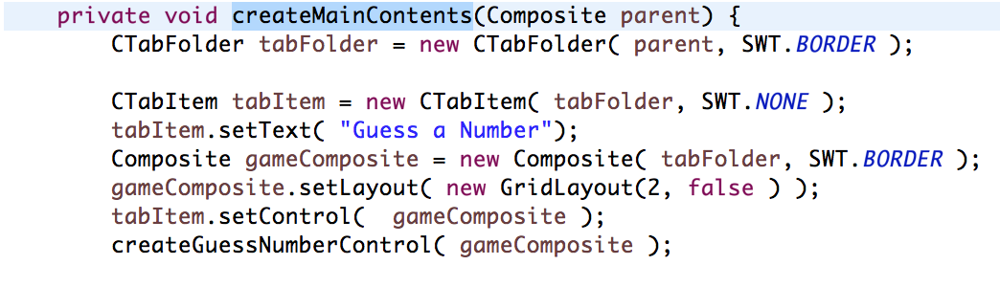 private void createMainContents(Composite parent) {
CTabFolder tabFolder = new CTabFolder( parent, SWT.BORDER );
CTabItem tabItem = new CTabItem( tabFolder, SWT.NONE );
tabItem.setText( "Guess a Number");
Composite gameComposite = new Composite( tabFolder, SWT.BORDER );
gameComposite.setLayout( new GridLayout(2, false ) );
tabItem.setControl(  gameComposite );
createGuessNumberControl( gameComposite );